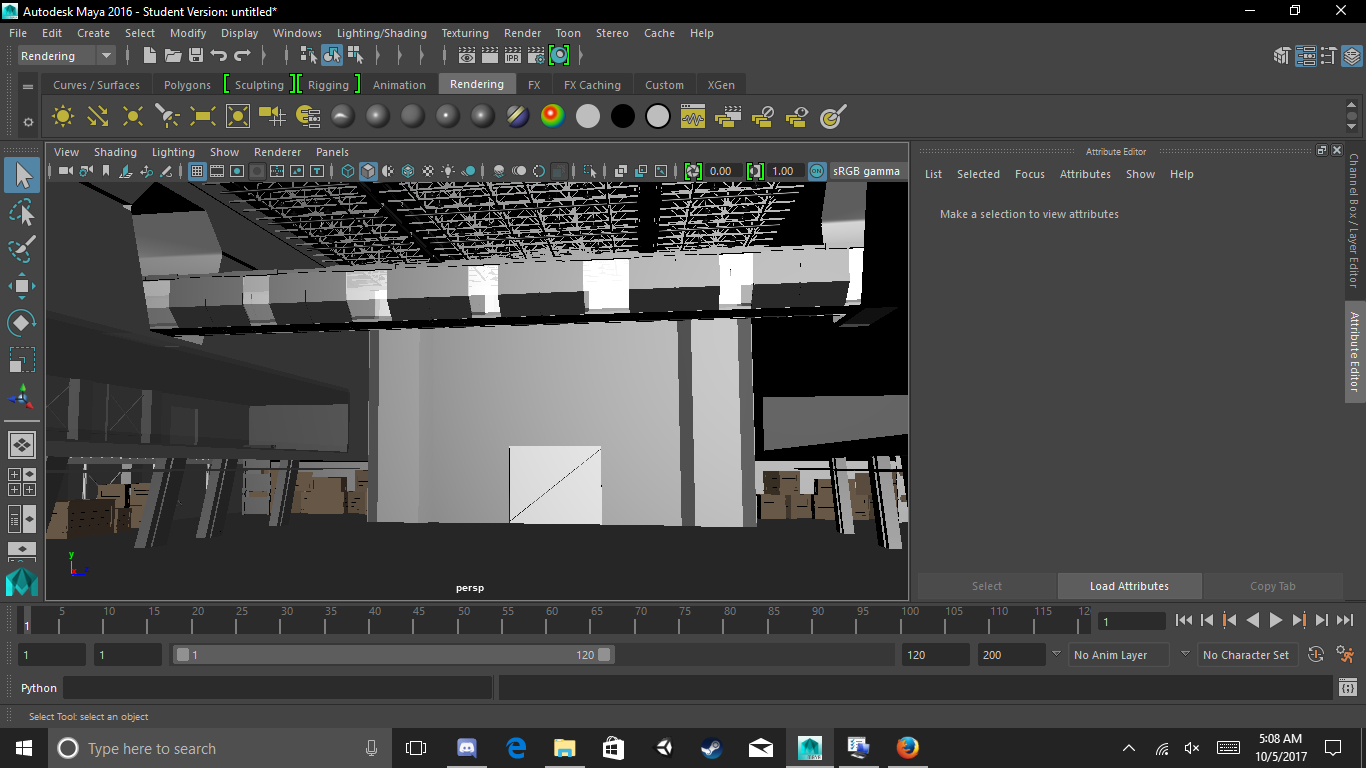 Autodesk Maya 2016 - Student Version: untitled*
File Edit Create Select Modify Display Windows Lighting/Shading Texturing Render Toon Stereo Cache Help
Rendering
IPR
Curves / Surfaces Polygons Sculpting Rigging Animation Rendering FX FX Caching Custom XGen
View Shading Lighting Show Renderer Panels
0.00 1.00 ON sRGB gamma
Attribute Editor
List Selected Focus Attributes Show Help
Make a selection to view attributes
Channel Box / Layer Editor
Attribute Editor
y
persp
Select Load Attributes Copy Tab
1 5 10 15 20 25 30 35 40 45 50 55 60 65 70 75 80 85 90 95 100 105 110 115 12
1
1 1 1 120 120 200 No Anim Layer No Character Set
Python
Select Tool: select an object
Type here to search
5:08 AM
10/5/2017